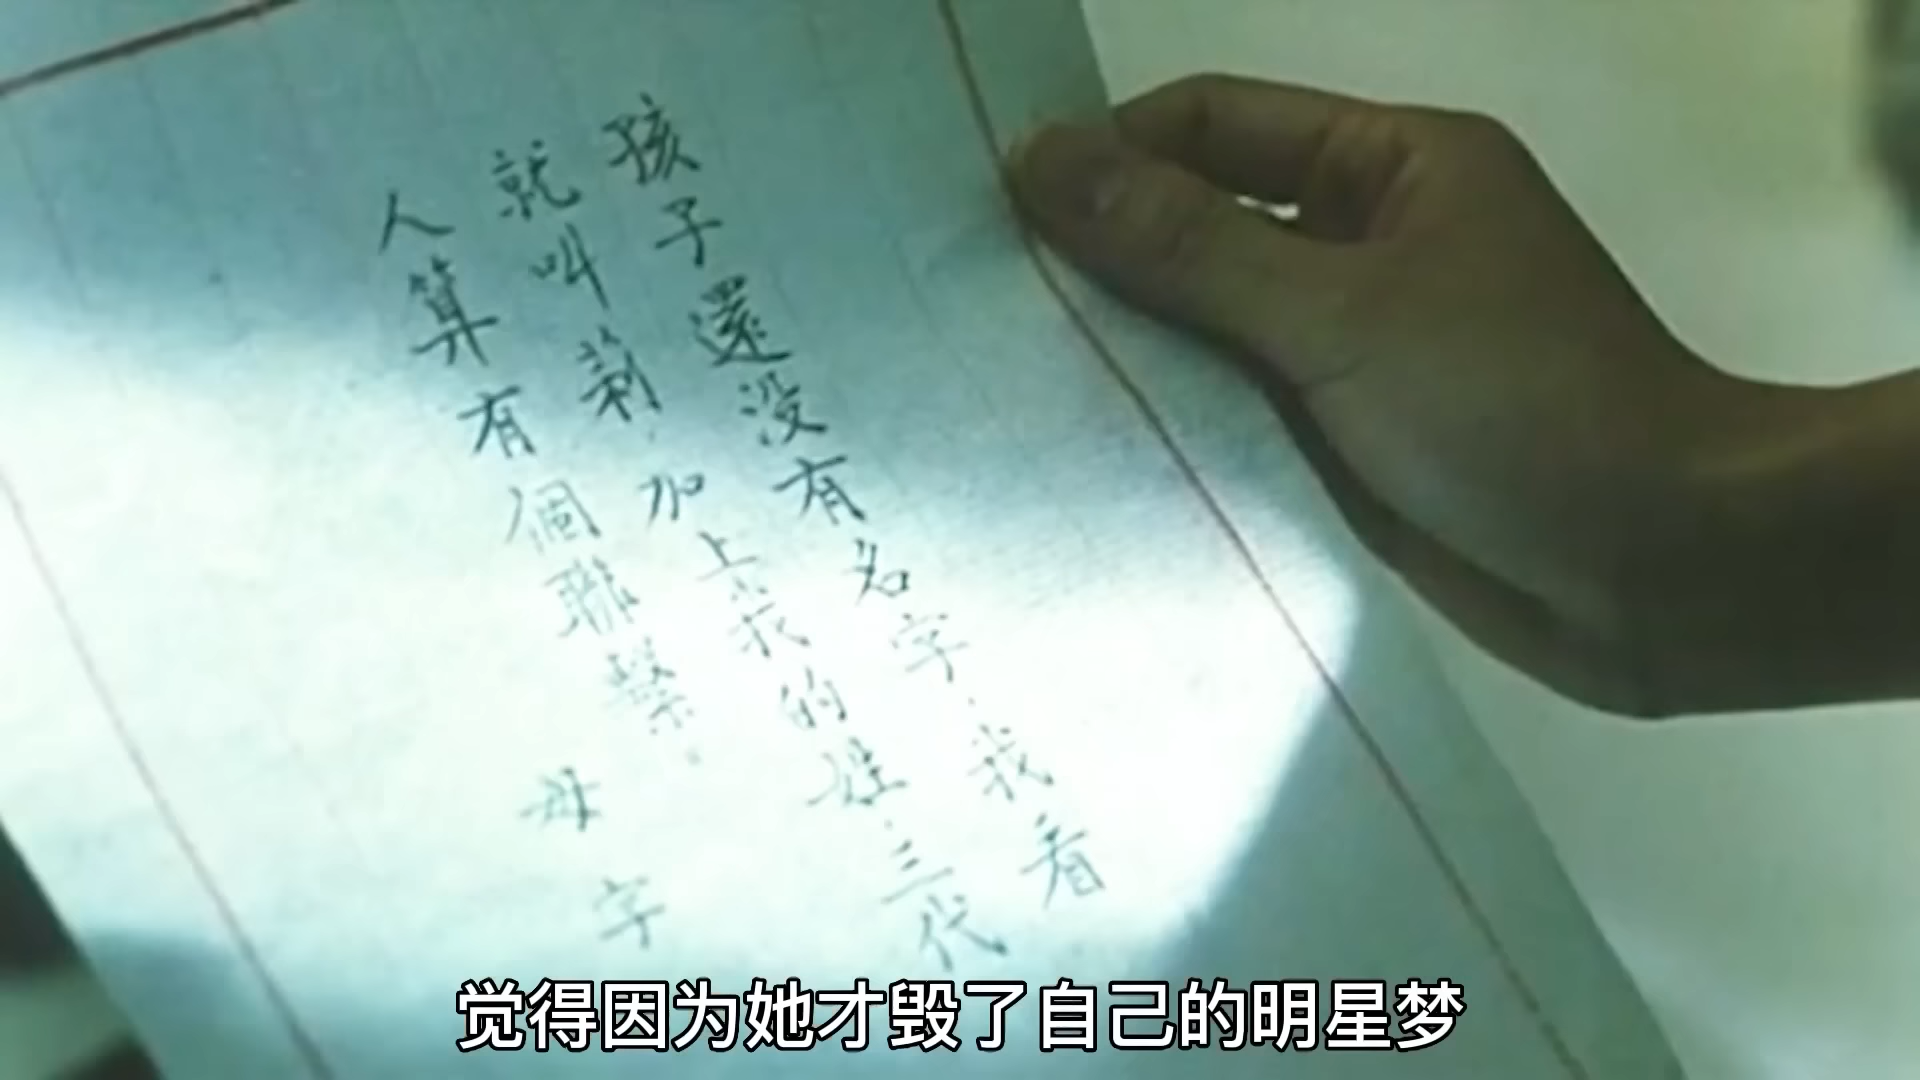 孩子還没有名字.我看
就叫莉.加上我的姓.三代
人算有個聯繫。
母字
觉得因为她才毁了自己的明星梦